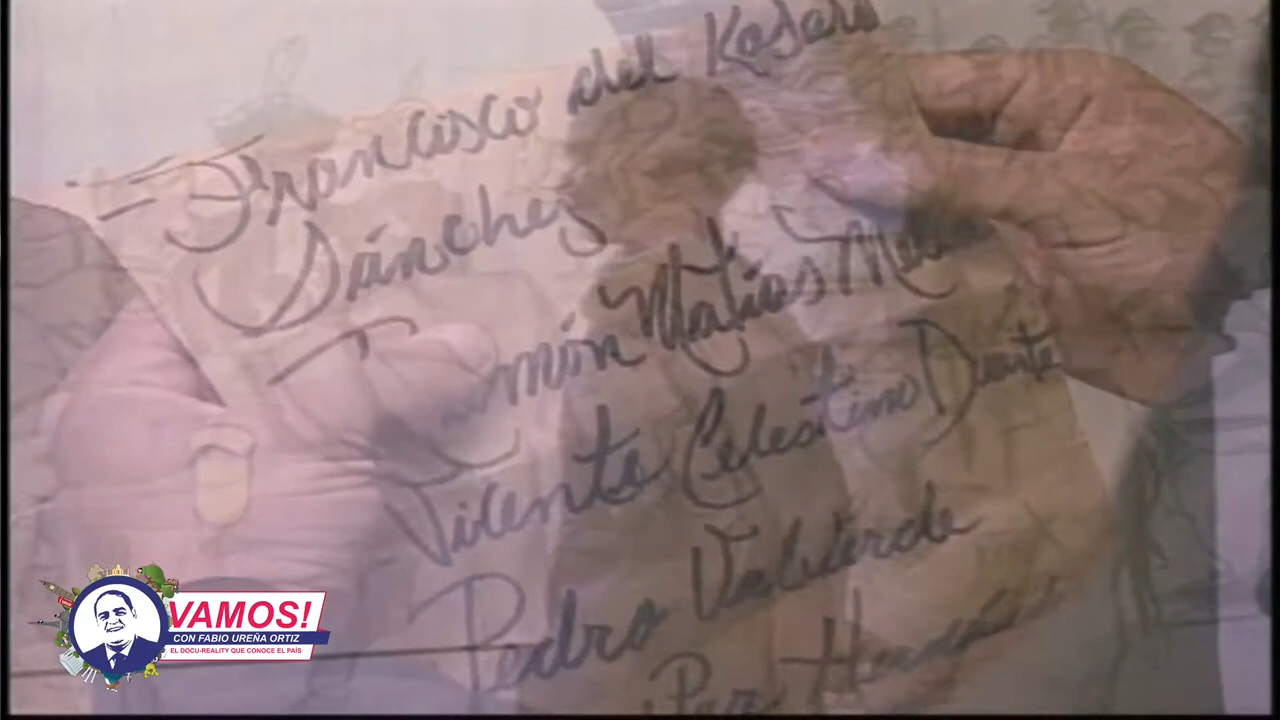 Francisco del Rosario
Sánchez
Matías
Vicente Celestino Duarte
Pedro Valverde
VAMOS!
CON FABIO UREÑA ORTIZ
EL DOCU-REALITY QUE CONOCE EL PAÍS